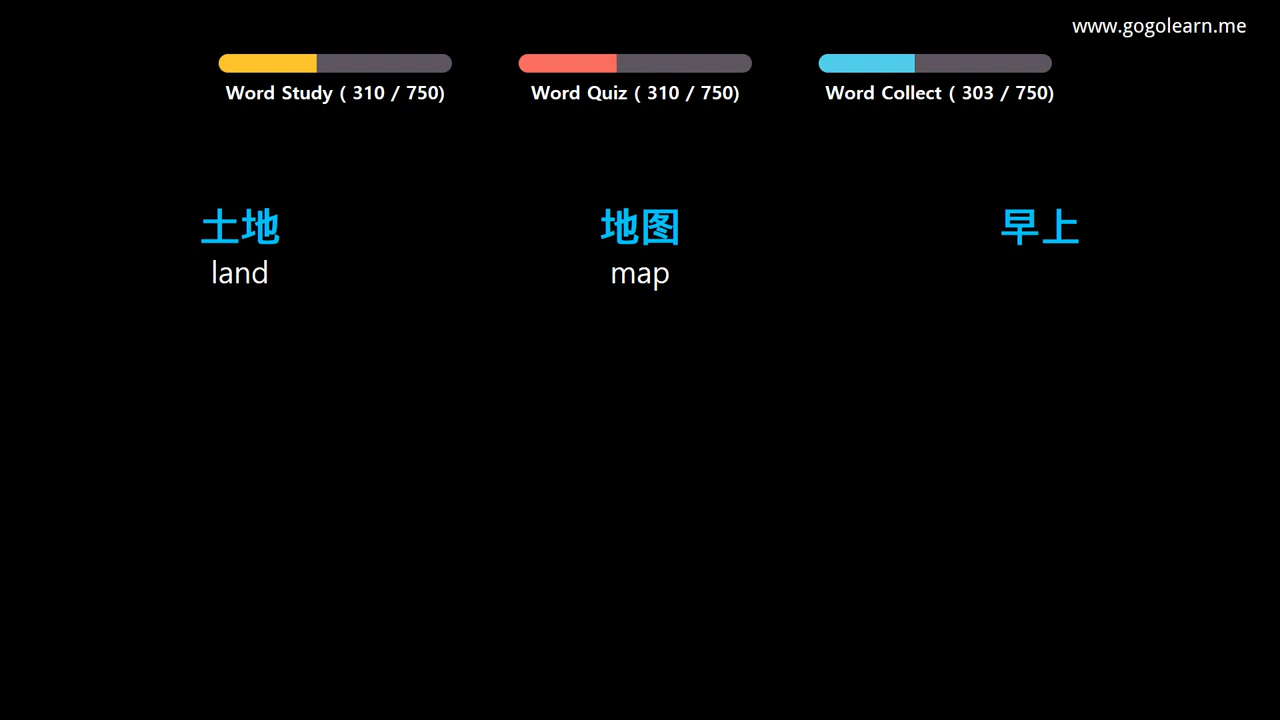 www.gogolearn.me
Word Study ( 310 / 750)
Word Quiz ( 310 / 750)
Word Collect ( 303 / 750)
土地
地图
早上
land
map